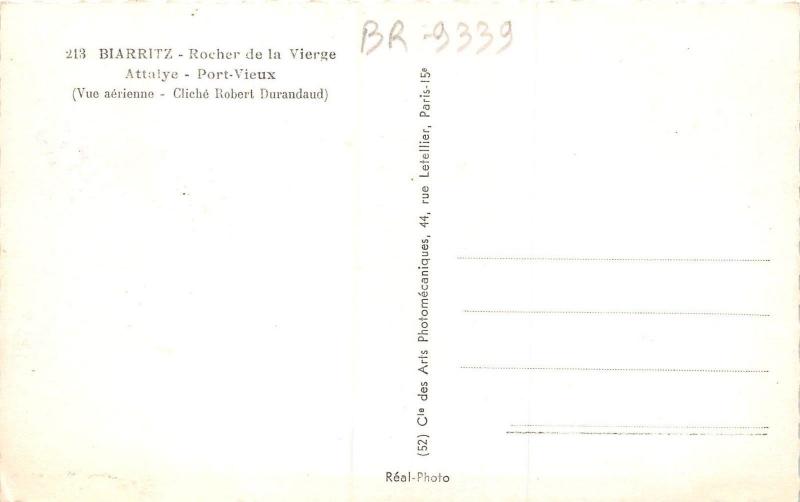 BR-9339
213 BIARRITZ - Rocher de la Vierge
Attalye - Port-Vieux
(Vue aérienne - Cliché Robert Durandaud)
(52) Cie des Arts Photomécaniques, 44, rue Letellier, Paris-15e
Réal-Photo